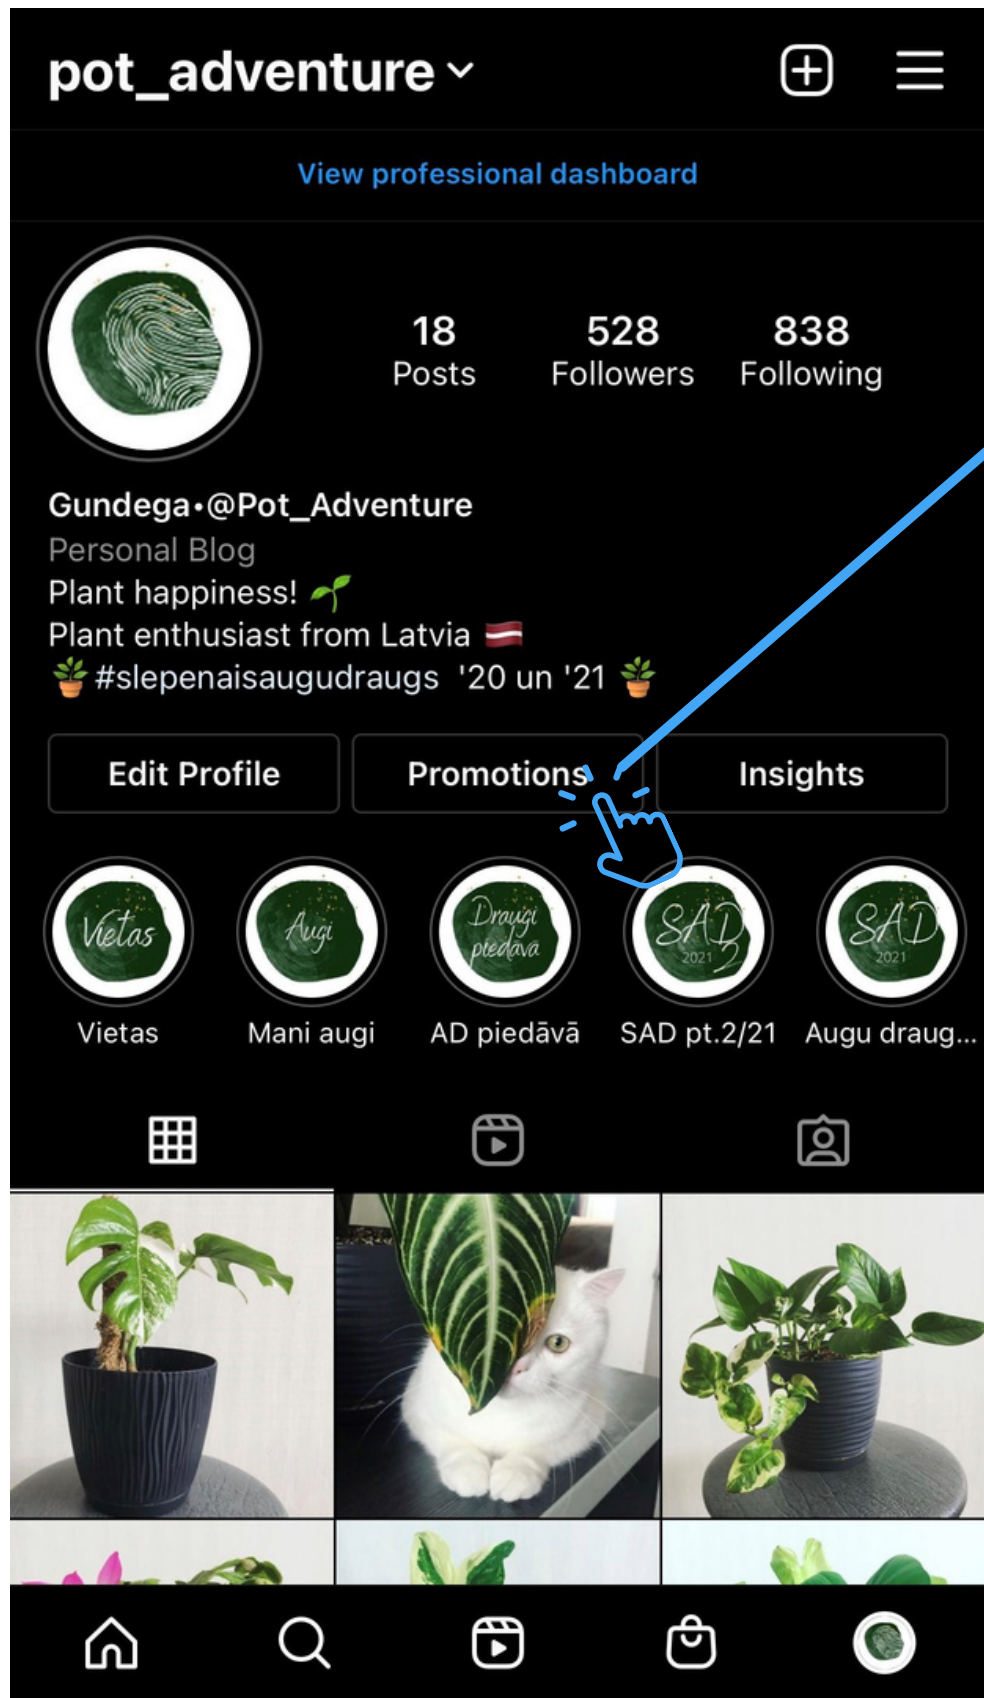 pot_adventure
View professional dashboard
18 528 838
Posts Followers Following
Gundega•@Pot_Adventure
Personal Blog
Plant happiness! 🌱
Plant enthusiast from Latvia 🇱🇻
🪴#slepenaisaugudraugs '20 un '21 🪴
Edit Profile Promotions Insights
Vietas Augi Draugi piedāvā SAD 2 2021 SAD 2021
Vietas Mani augi AD piedāvā SAD pt.2/21 Augu draug...